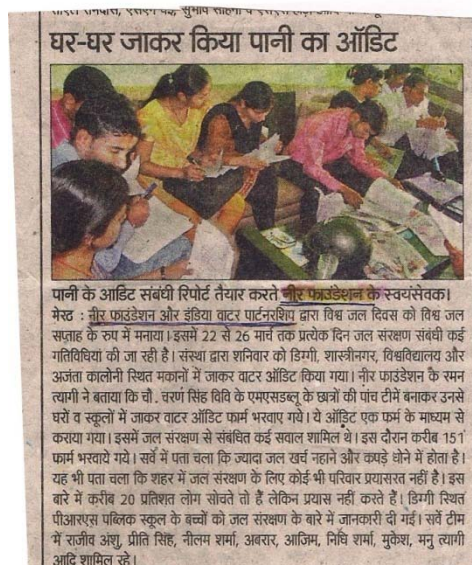 घर-घर जाकर किया पानी का ऑडिट
पानी के आडिट संबंधी रिपोर्ट तैयार करते नीर फाउंडेशन के स्वयंसेवक।
मेरठ : नीर फाउंडेशन और इंडिया वाटर पार्टनरशिप द्वारा विश्व जल दिवस को विश्व जल
सप्ताह के रुप में मनाया। इसमें 22 से 26 मार्च तक प्रत्येक दिन जल संरक्षण संबंधी कई
गतिविधियां की जा रही है। संस्था द्वारा शनिवार को डिग्गी, शास्त्रीनगर, विश्वविद्यालय और
अजंता कालोनी स्थित मकानों में जाकर वाटर ऑडिट किया गया। नीर फाउंडेशन के रमन
त्यागी ने बताया कि चौ. चरण सिंह विवि के एमएसडब्लू के छात्रों की पांच टीमें बनाकर उनसे
घरों व स्कूलों में जाकर वाटर ऑडिट फार्म भरवाए गये। ये ऑडिट एक फर्म के माध्यम से
कराया गया। इसमें जल संरक्षण से संबंधित कई सवाल शामिल थे। इस दौरान करीब 151
फार्म भरवाये गये। सर्वे में पता चला कि ज्यादा जल खर्च नहाने और कपड़े धोने में होता है।
यह भी पता चला कि शहर में जल संरक्षण के लिए कोई भी परिवार प्रयासरत नहीं है। इस
बारे में करीब 20 प्रतिशत लोग सोचते तो हैं लेकिन प्रयास नहीं करते हैं। डिग्गी स्थित
पीआरएस पब्लिक स्कूल के बच्चों को जल संरक्षण के बारे में जानकारी दी गई। सर्वे टीम
में राजीव अंशु, प्रीति सिंह, नीलम शर्मा, अबरार, आजिम, निधि शर्मा, मुकेश, मनु त्यागी
आदि शामिल रहे।